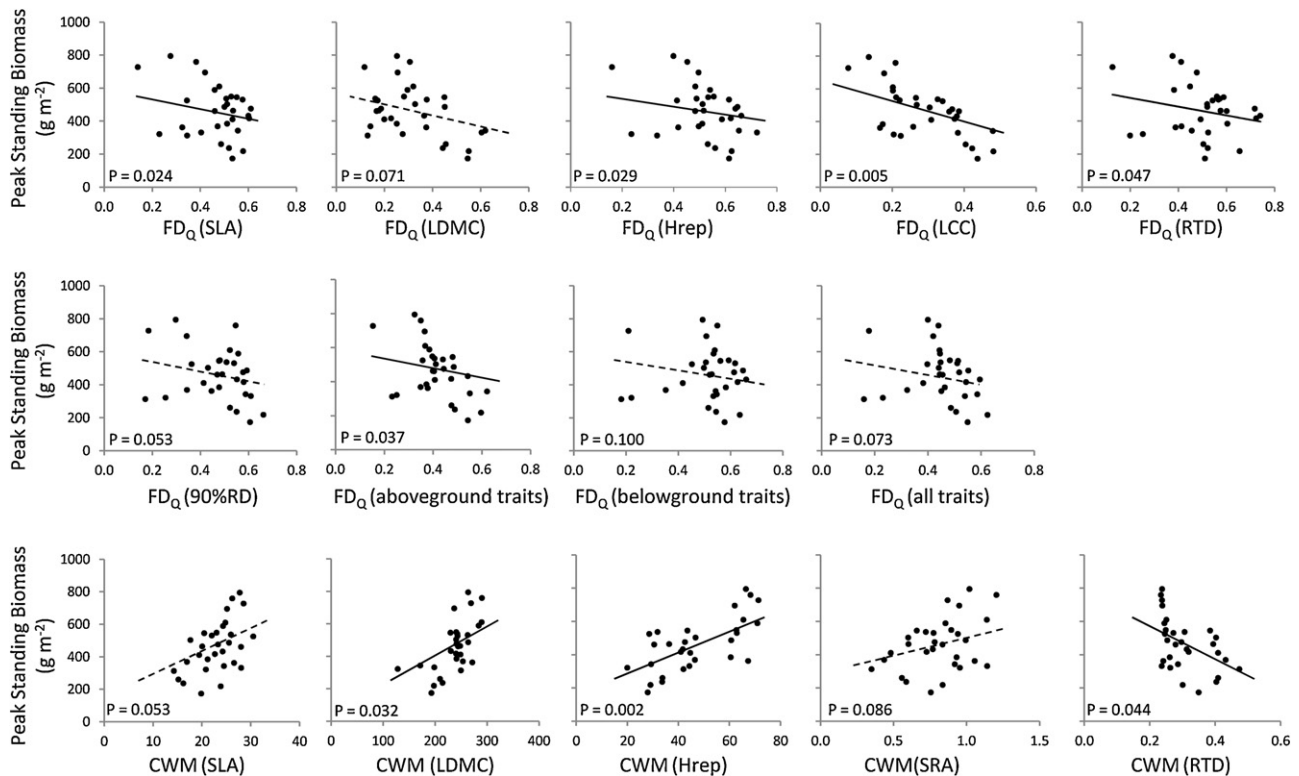 Peak Standing Biomass
(g m⁻²)
1000
800
600
400
200
0
P = 0.024
P = 0.071
P = 0.029
P = 0.005
P = 0.047
0.0 0.2 0.4 0.6 0.8
0.0 0.2 0.4 0.6 0.8
0.0 0.2 0.4 0.6 0.8
0.0 0.2 0.4 0.6
0.0 0.2 0.4 0.6 0.8
FD_Q (SLA)
FD_Q (LDMC)
FD_Q (Hrep)
FD_Q (LCC)
FD_Q (RTD)
Peak Standing Biomass
(g m⁻²)
1000
800
600
400
200
0
P = 0.053
P = 0.037
P = 0.100
P = 0.073
0.0 0.2 0.4 0.6 0.8
0.0 0.2 0.4 0.6 0.8
0.0 0.2 0.4 0.6 0.8
0.0 0.2 0.4 0.6 0.8
FD_Q (90%RD)
FD_Q (aboveground traits)
FD_Q (belowground traits)
FD_Q (all traits)
Peak Standing Biomass
(g m⁻²)
1000
800
600
400
200
0
P = 0.053
P = 0.032
P = 0.002
P = 0.086
P = 0.044
0 10 20 30 40
0 100 200 300 400
0 20 40 60 80
0.0 0.5 1.0 1.5
0.0 0.2 0.4 0.6
CWM (SLA)
CWM (LDMC)
CWM (Hrep)
CWM(SRA)
CWM (RTD)